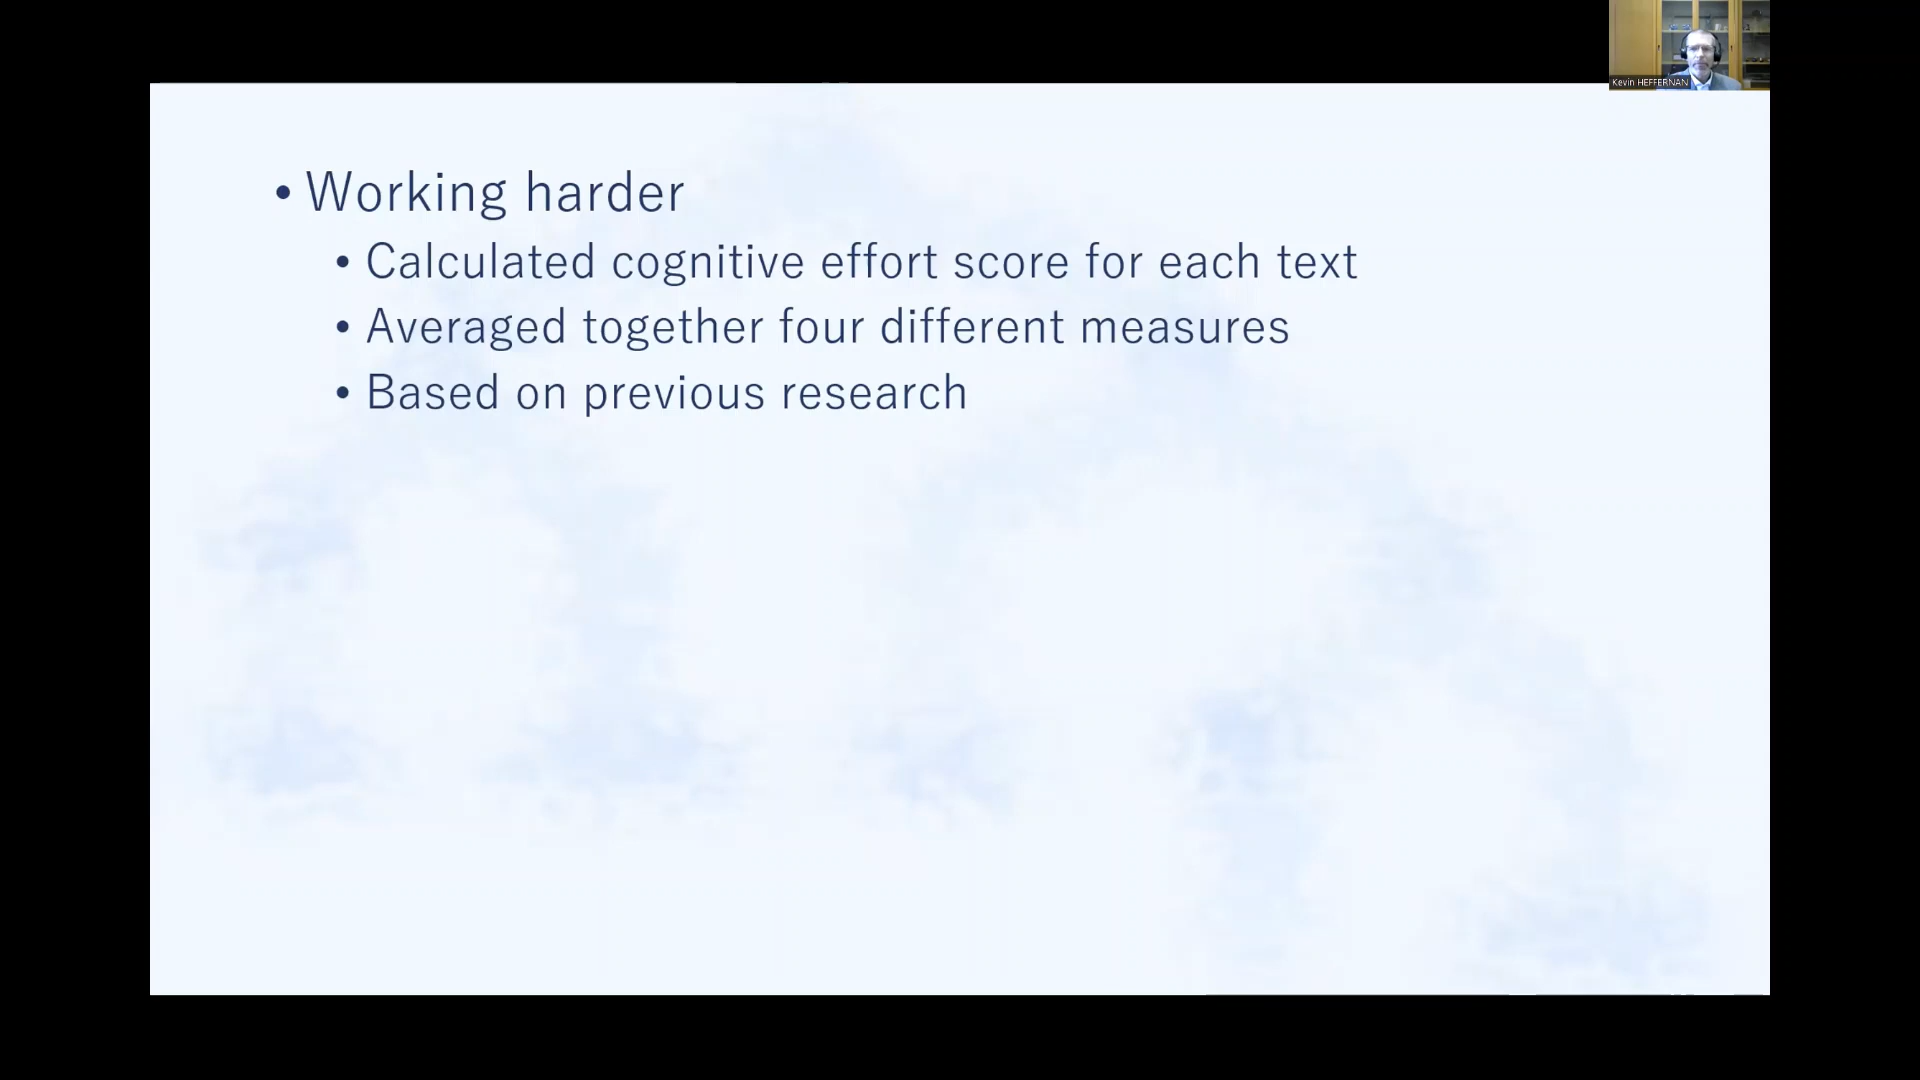 • Working harder
• Calculated cognitive effort score for each text
• Averaged together four different measures
• Based on previous research
Kevin HEFFERNAN